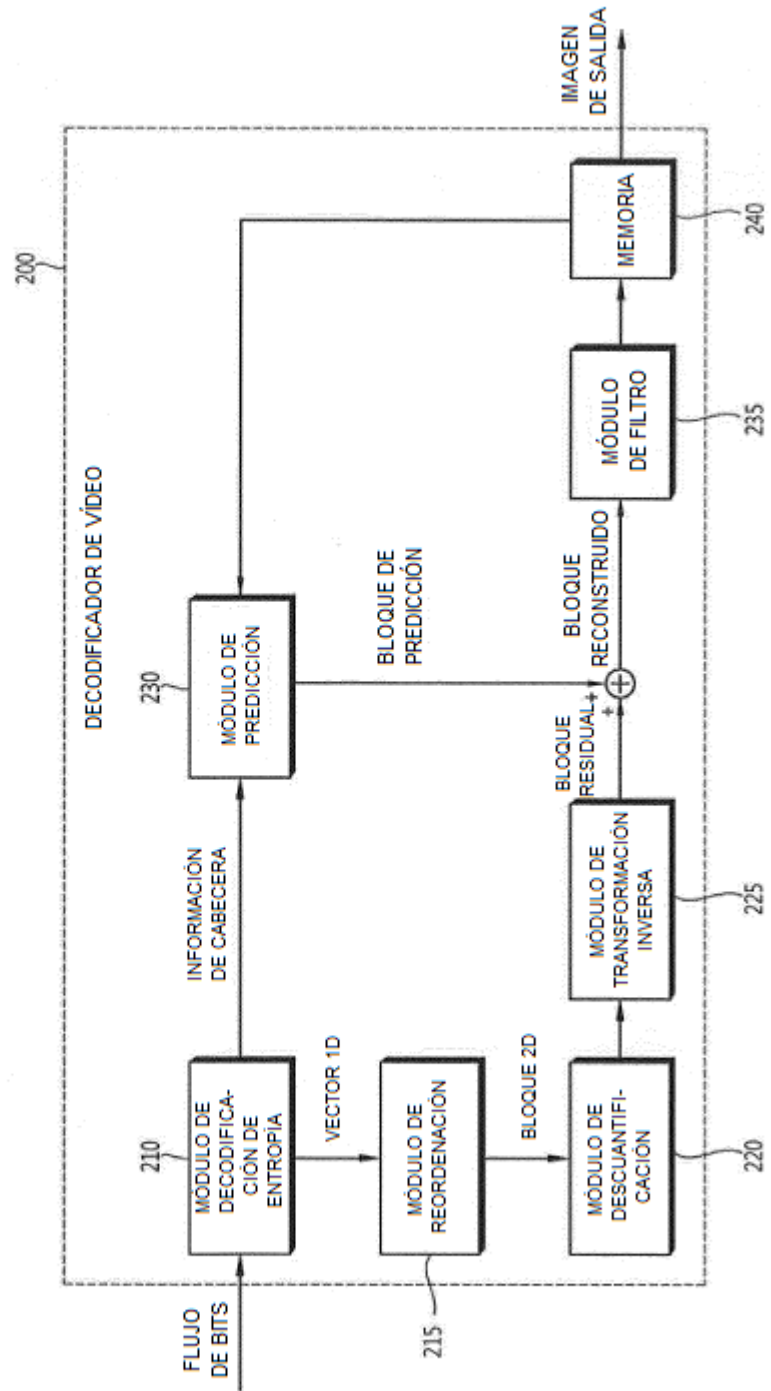 DECODIFICADOR DE VÍDEO
200
FLUJO
DE BITS
210
MÓDULO DE
DECODIFICA-
CIÓN DE
ENTROPÍA
INFORMACIÓN
DE CABECERA
230
MÓDULO DE
PREDICCIÓN
VECTOR 1D
MÓDULO DE
REORDENACIÓN
215
BLOQUE DE
PREDICCIÓN
BLOQUE 2D
MÓDULO DE
DESCUANTIFI-
CACIÓN
220
MÓDULO DE
TRANSFORMACIÓN
INVERSA
225
BLOQUE
RESIDUAL
+
+
+
BLOQUE
RECONSTRUIDO
MÓDULO
DE FILTRO
235
MEMORIA
240
IMAGEN
DE SALIDA